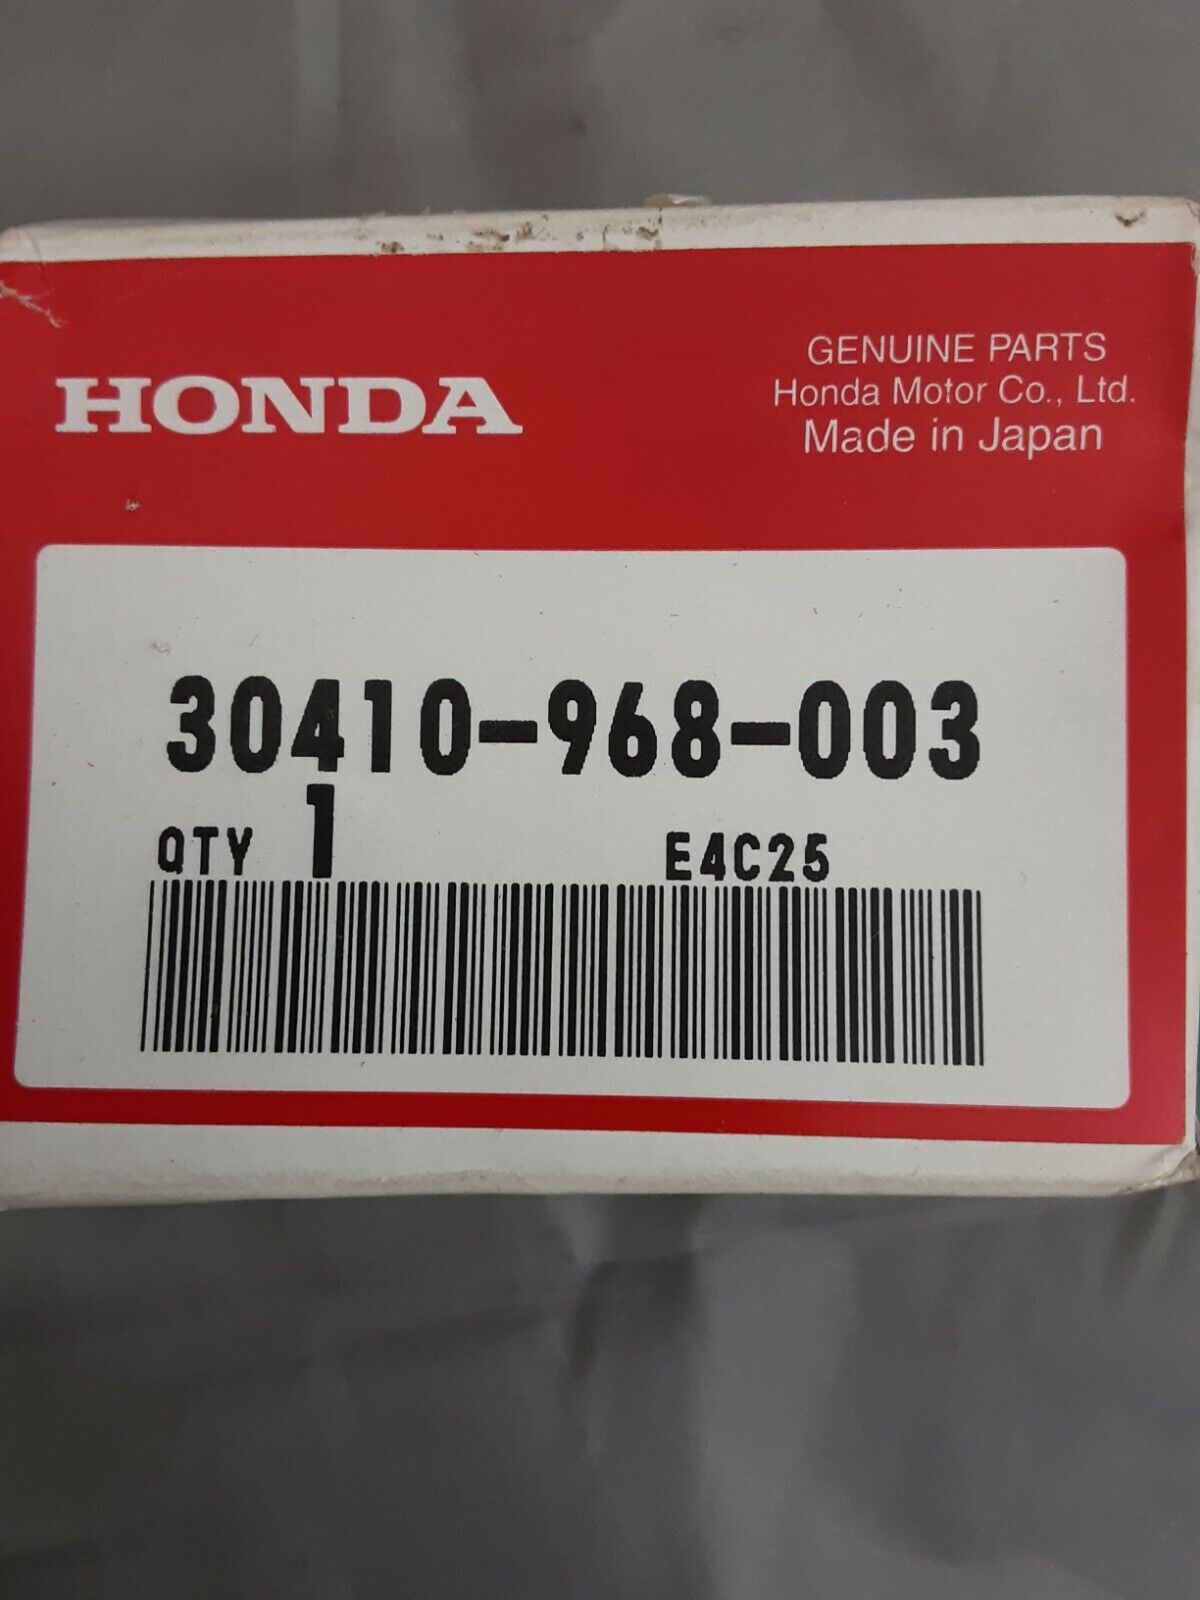 HONDA
GENUINE PARTS
Honda Motor Co., Ltd.
Made in Japan
30410-968-003
QTY 1 E4C25